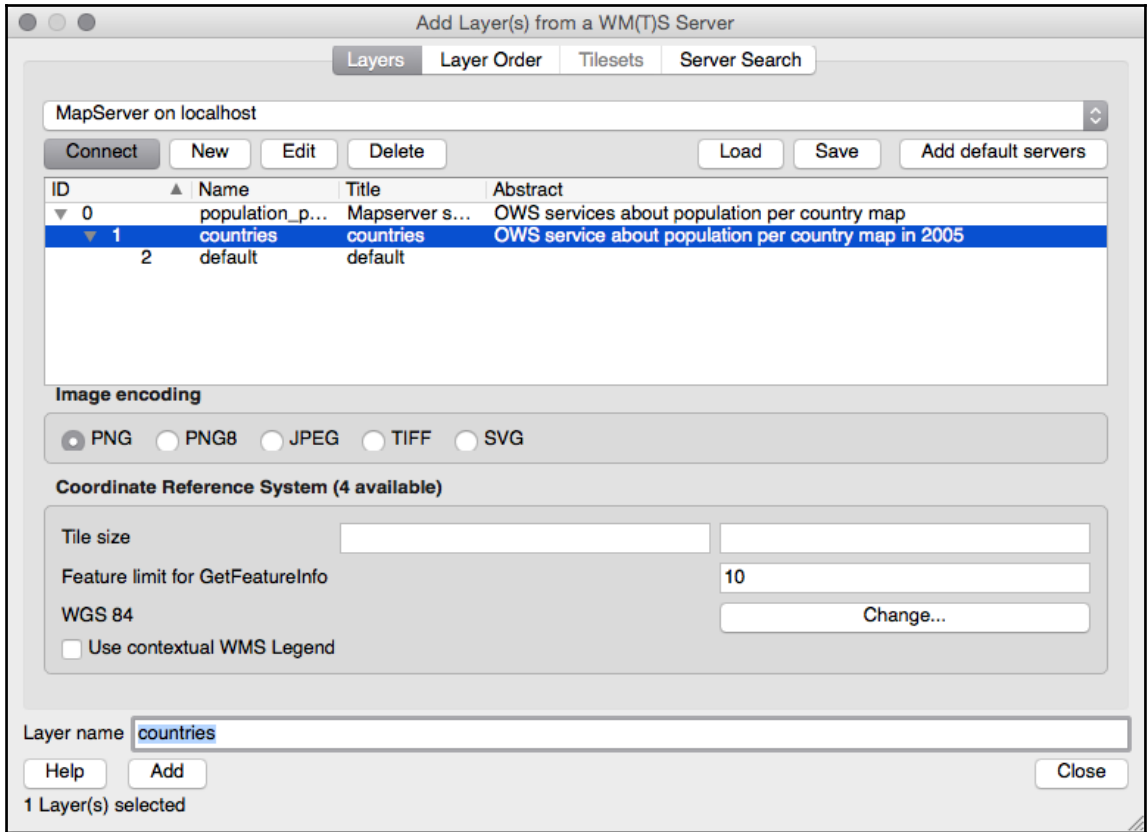 Add Layer(s) from a WM(T)S Server
Layers Layer Order Tilesets Server Search
MapServer on localhost
Connect New Edit Delete Load Save Add default servers
ID Name Title Abstract
0 population_p... Mapserver s... OWS services about population per country map
1 countries countries OWS service about population per country map in 2005
2 default default
Image encoding
PNG PNG8 JPEG TIFF SVG
Coordinate Reference System (4 available)
Tile size
Feature limit for GetFeatureInfo 10
WGS 84 Change...
Use contextual WMS Legend
Layer name countries
Help Add Close
1 Layer(s) selected